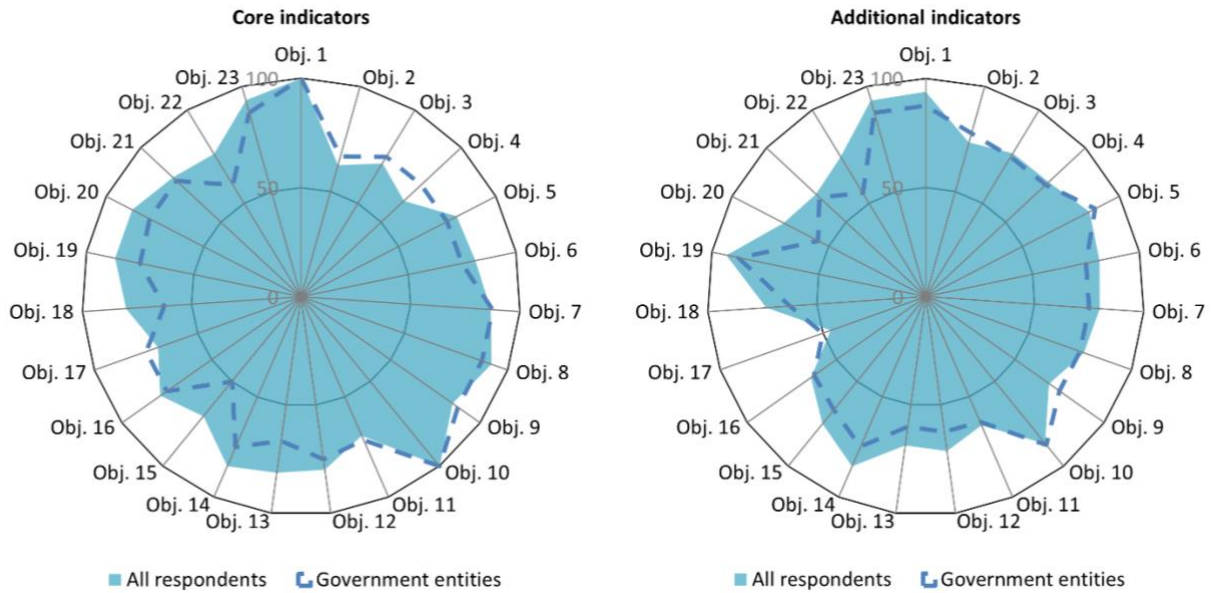 Core indicators
Obj. 1
Obj. 2
Obj. 3
Obj. 4
Obj. 5
Obj. 6
Obj. 7
Obj. 8
Obj. 9
Obj. 10
Obj. 11
Obj. 12
Obj. 13
Obj. 14
Obj. 15
Obj. 16
Obj. 17
Obj. 18
Obj. 19
Obj. 20
Obj. 21
Obj. 22
Obj. 23
100
50
0
All respondents
Government entities
Additional indicators
Obj. 1
Obj. 2
Obj. 3
Obj. 4
Obj. 5
Obj. 6
Obj. 7
Obj. 8
Obj. 9
Obj. 10
Obj. 11
Obj. 12
Obj. 13
Obj. 14
Obj. 15
Obj. 16
Obj. 17
Obj. 18
Obj. 19
Obj. 20
Obj. 21
Obj. 22
Obj. 23
100
50
0
All respondents
Government entities